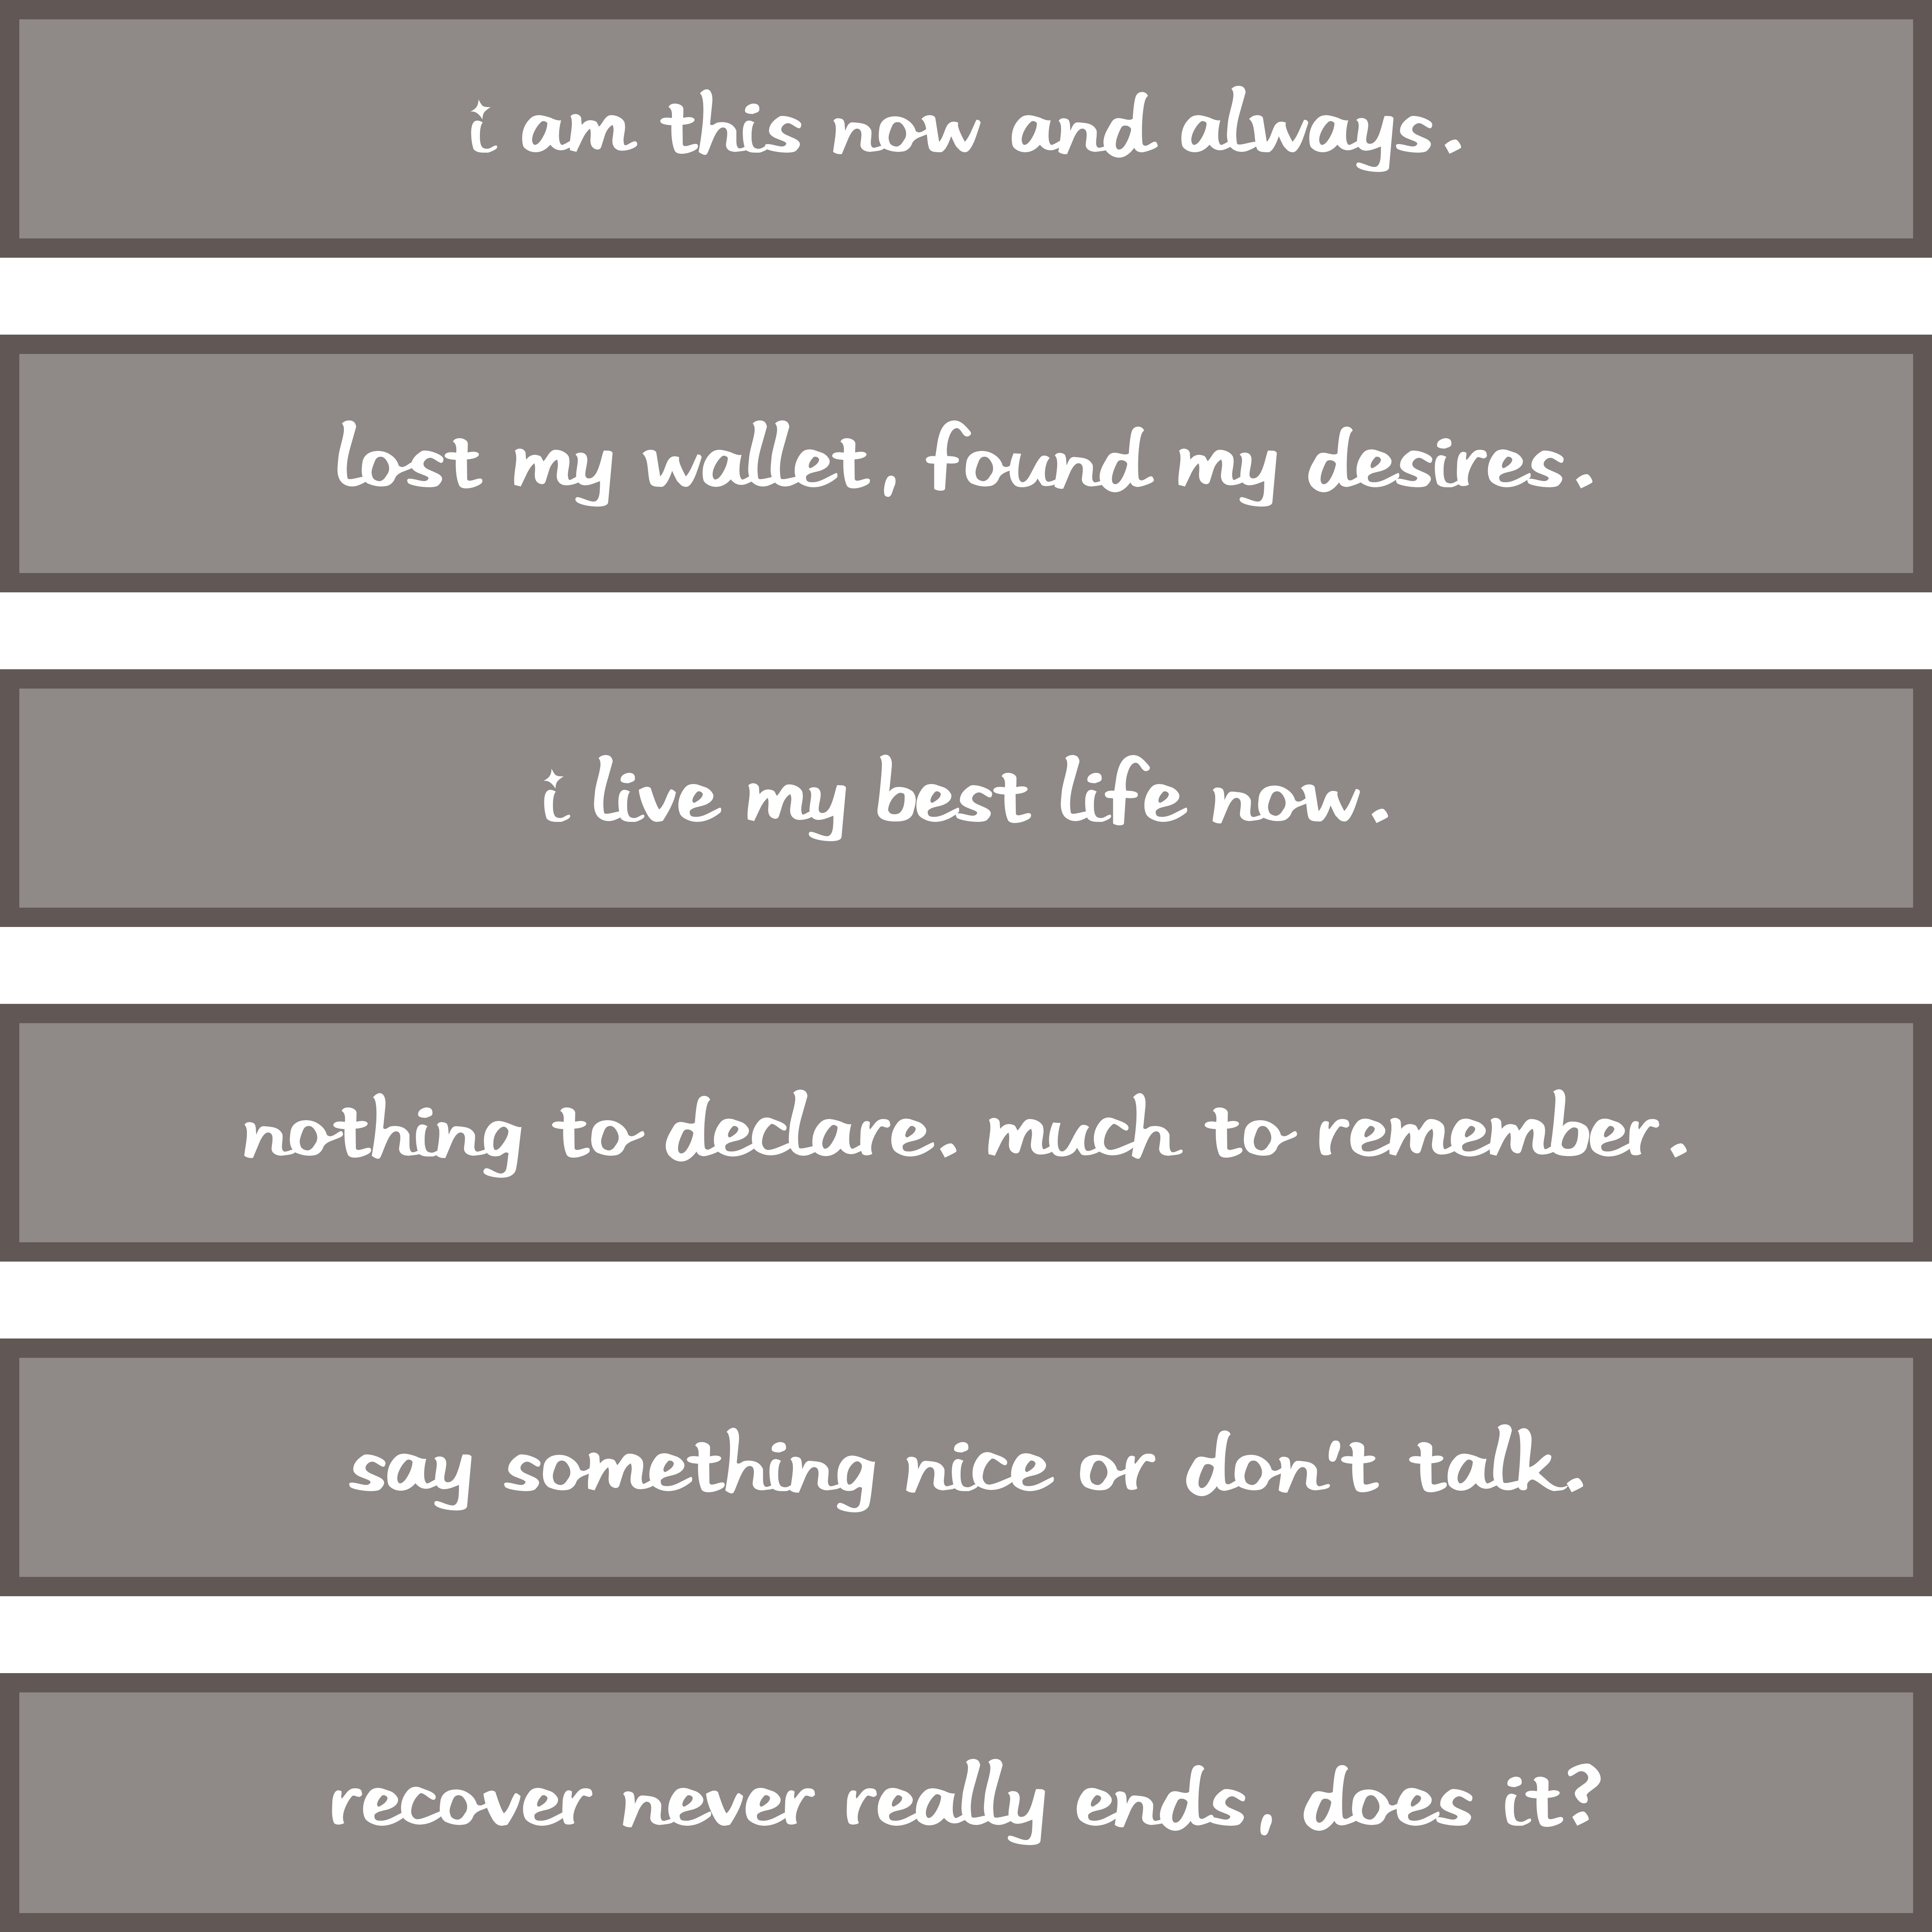 i am this now and always.
lost my wallet, found my desires.
i live my best life now.
nothing to declare. much to remember.
say something nice or don't talk.
recover never really ends, does it?